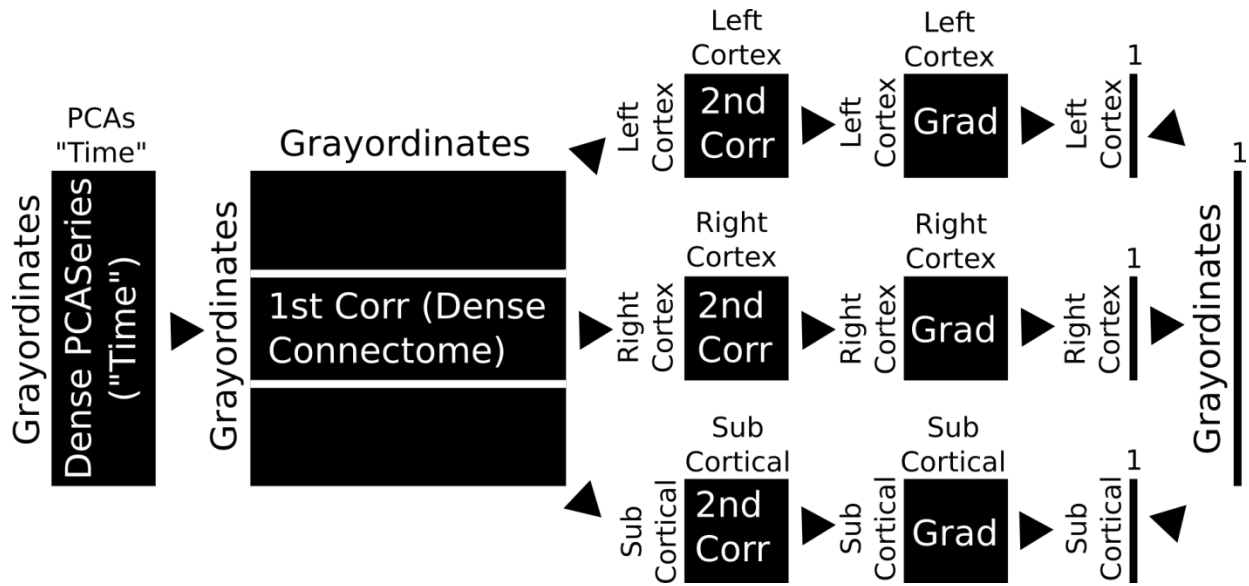 PCAs
"Time"
Grayordinates
Dense PCASeries
("Time")
Grayordinates
Grayordinates
1st Corr (Dense
Connectome)
Left
Cortex
Left
Cortex
2nd
Corr
Left
Cortex
Left
Cortex
Grad
Left
Cortex
1
Right
Cortex
Right
Cortex
2nd
Corr
Right
Cortex
Right
Cortex
Grad
Right
Cortex
1
Sub
Cortical
Sub
Cortical
2nd
Corr
Sub
Cortical
Sub
Cortical
Grad
Sub
Cortical
1
Grayordinates
1